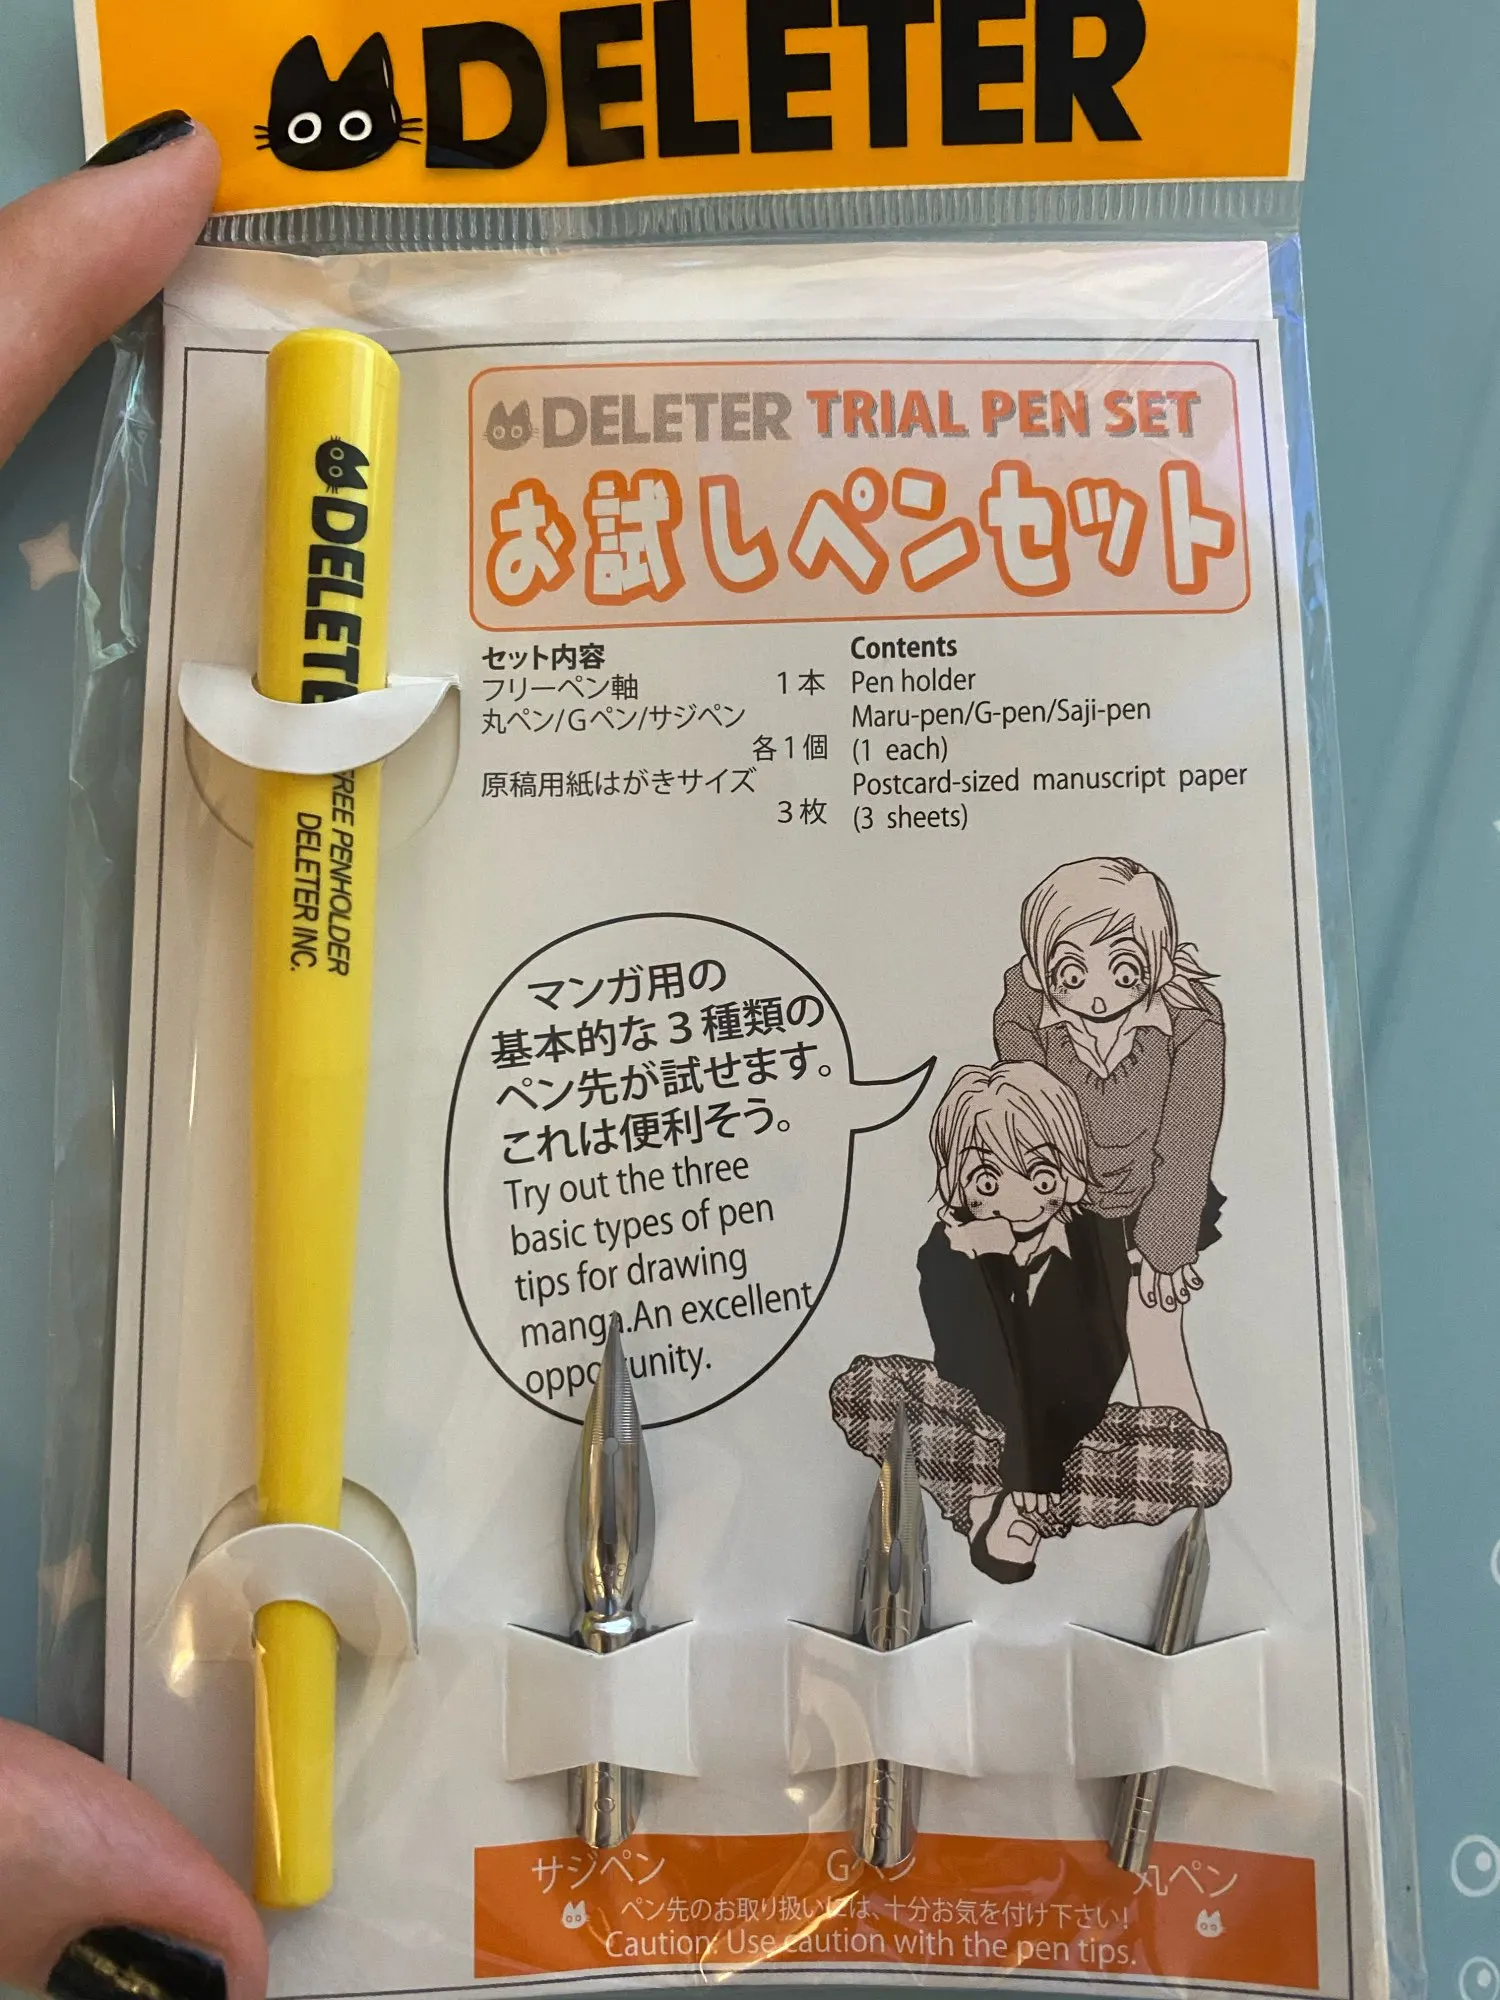 DELETER
DELETER TRIAL PEN SET
お試しペンセット
セット内容
フリーペン軸 1本
丸ペン/Gペン/サジペン
各1個
原稿用紙はがきサイズ
3枚
Contents
Pen holder
Maru-pen/G-pen/Saji-pen
(1 each)
Postcard-sized manuscript paper
(3 sheets)
DELETE
FREE PENHOLDER
DELETER INC.
マンガ用の
基本的な3種類の
ペン先が試せます。
これは便利そう。
Try out the three
basic types of pen
tips for drawing
manga.An excellent
opportunity.
サジペン Gペン 丸ペン
ペン先のお取り扱いには、十分お気を付け下さい!
Caution: Use caution with the pen tips.